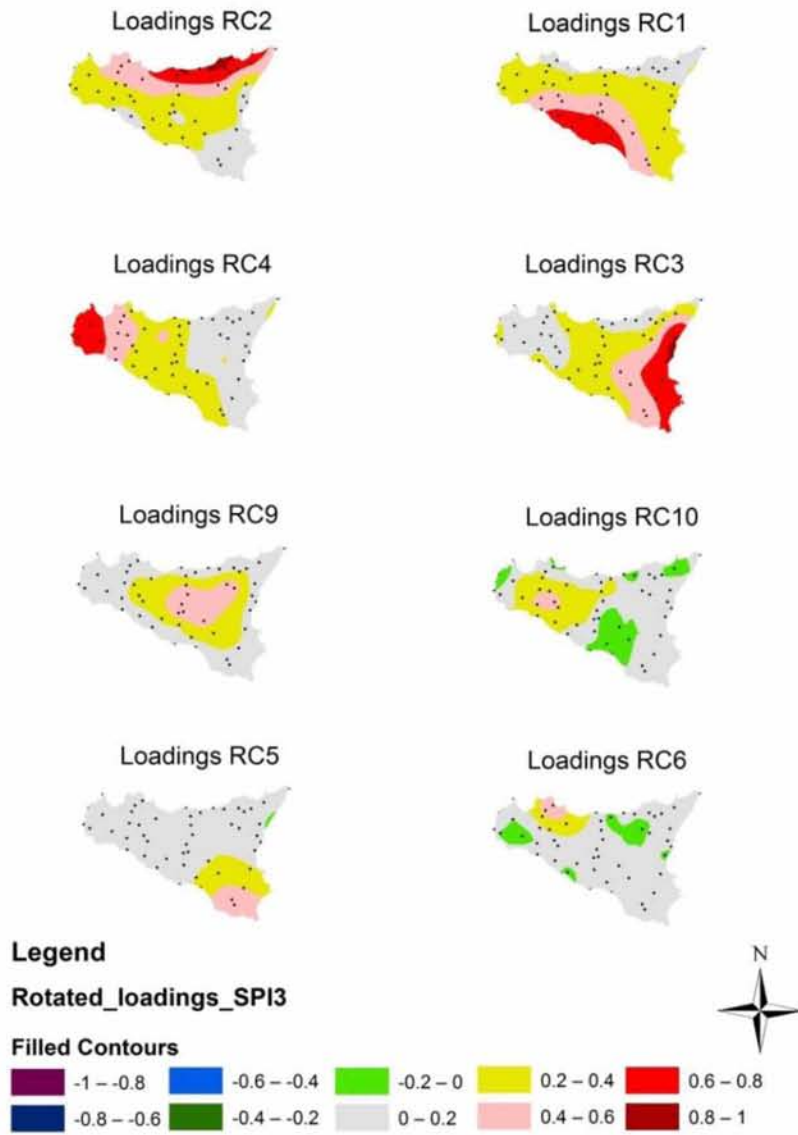 Loadings RC2
Loadings RC1
Loadings RC4
Loadings RC3
Loadings RC9
Loadings RC10
Loadings RC5
Loadings RC6
Legend
N
Rotated_loadings_SPI3
Filled Contours
-1 – -0.8
-0.6 – -0.4
-0.2 – 0
0.2 – 0.4
0.6 – 0.8
-0.8 – -0.6
-0.4 – -0.2
0 – 0.2
0.4 – 0.6
0.8 – 1